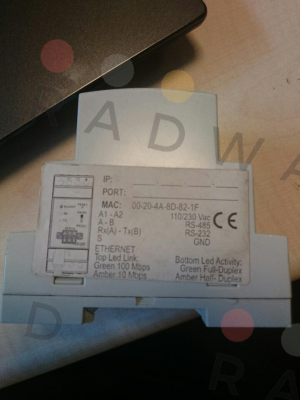 IP:
PORT:
MAC: 00-20-4A-8D-82-1F
A1 - A2 110/230 Vac
A - B RS-485
Rx(A) - Tx(B) RS-232
S GND
CE
ETHERNET
Top Led Link:
Green 100 Mbps
Amber 10 Mbps
Bottom Led Activity:
Green Full-Duplex
Amber Half- Duplex